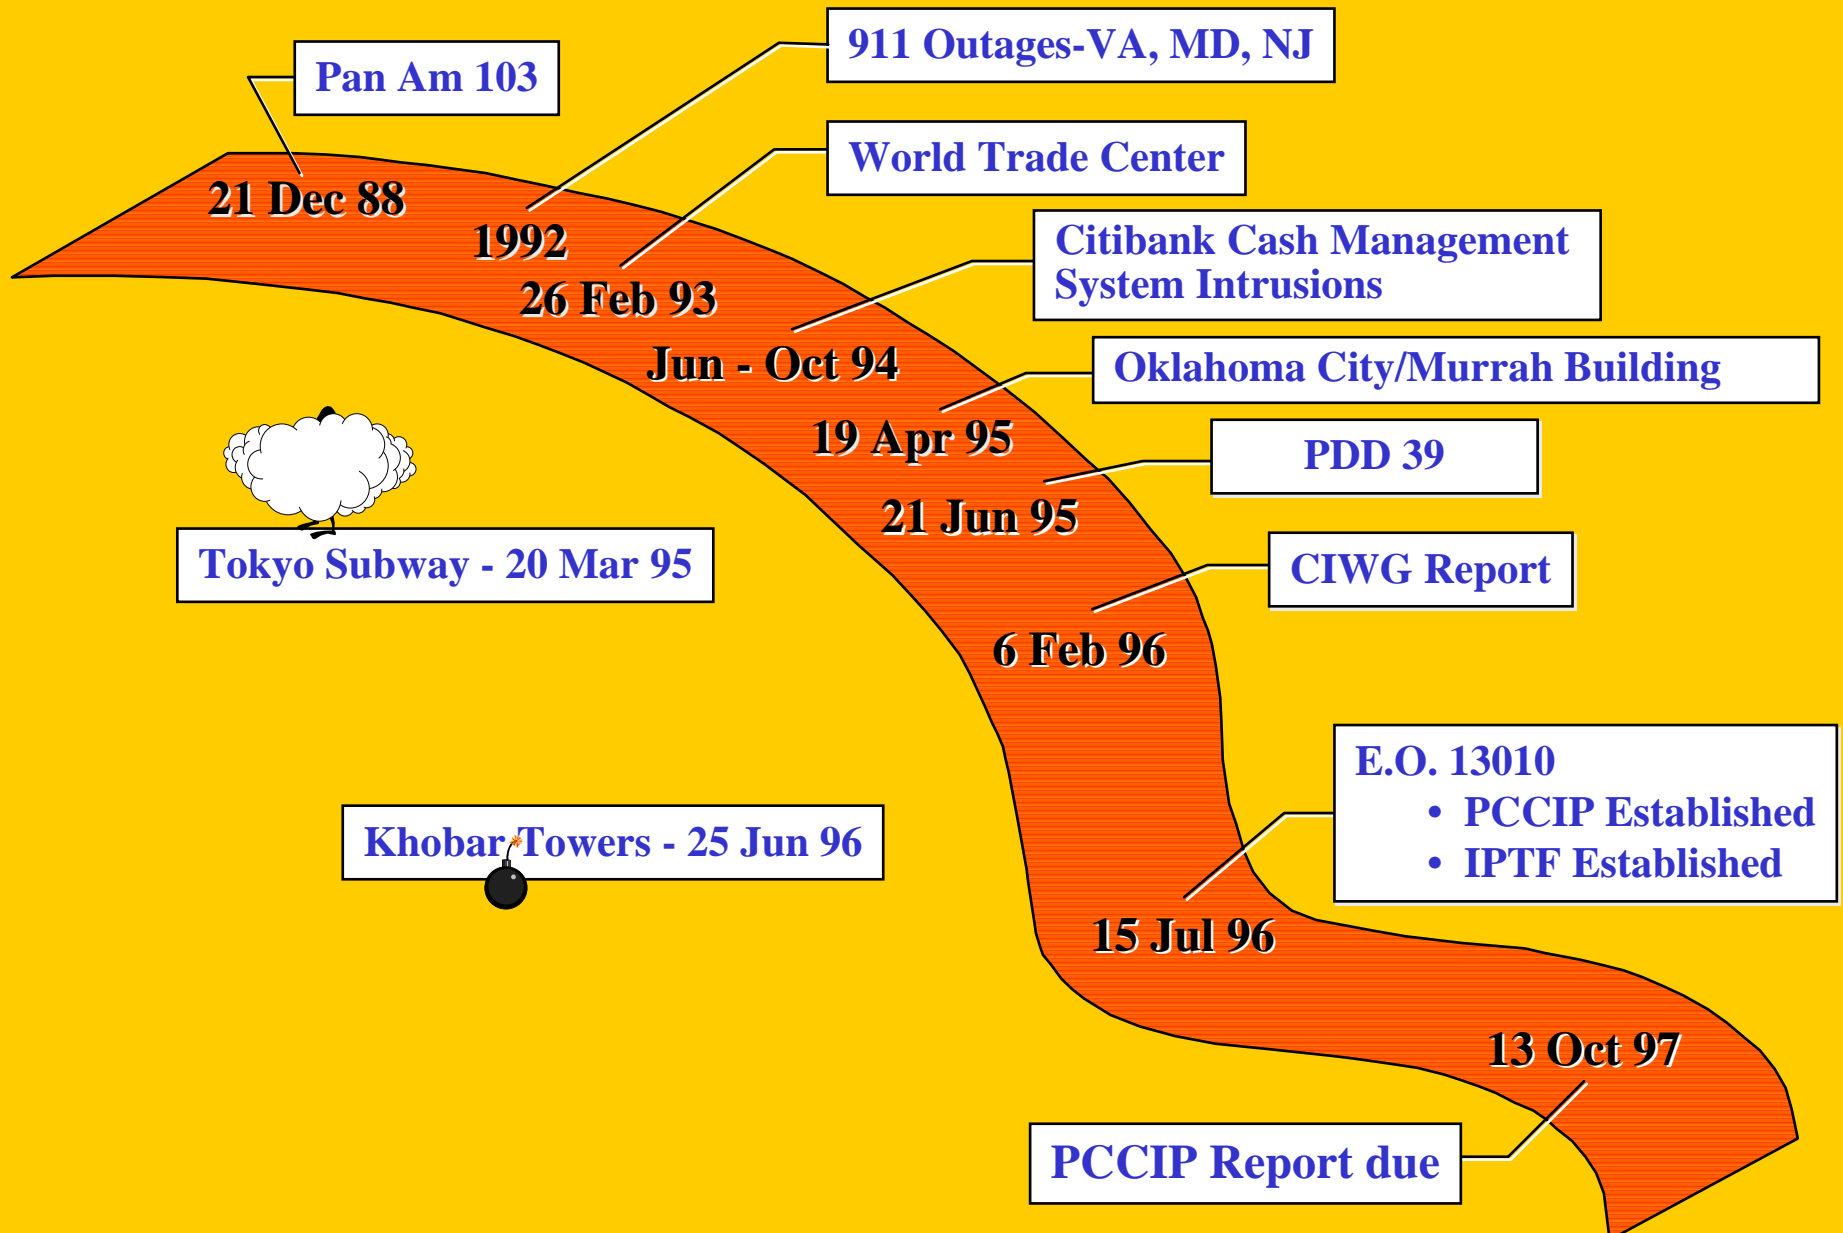 Pan Am 103
21 Dec 88
911 Outages-VA, MD, NJ
1992
World Trade Center
26 Feb 93
Citibank Cash Management
System Intrusions
Jun - Oct 94
Oklahoma City/Murrah Building
19 Apr 95
PDD 39
21 Jun 95
Tokyo Subway - 20 Mar 95
CIWG Report
6 Feb 96
Khobar Towers - 25 Jun 96
E.O. 13010
• PCCIP Established
• IPTF Established
15 Jul 96
13 Oct 97
PCCIP Report due